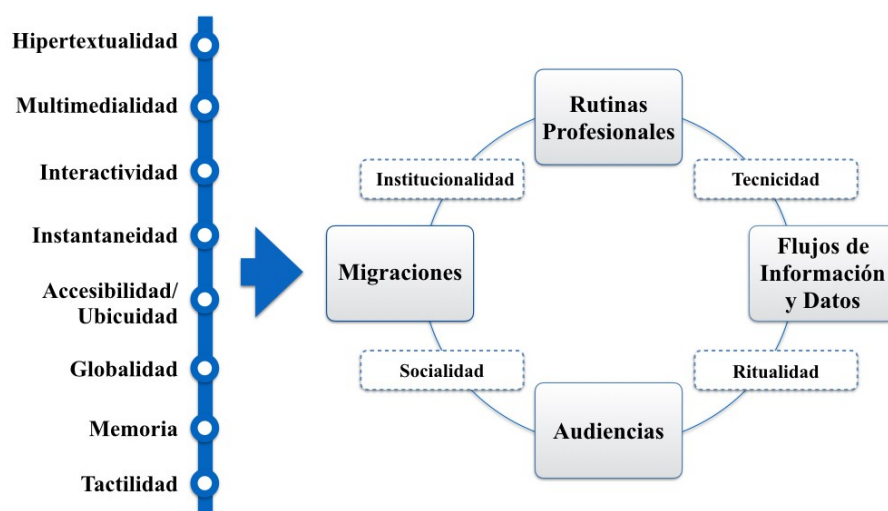 Hipertextualidad
Multimedialidad
Interactividad
Instantaneidad
Accesibilidad/
Ubicuidad
Globalidad
Memoria
Tactilidad
Rutinas
Profesionales
Institucionalidad
Tecnicidad
Migraciones
Flujos de
Información
y Datos
Socialidad
Ritualidad
Audiencias